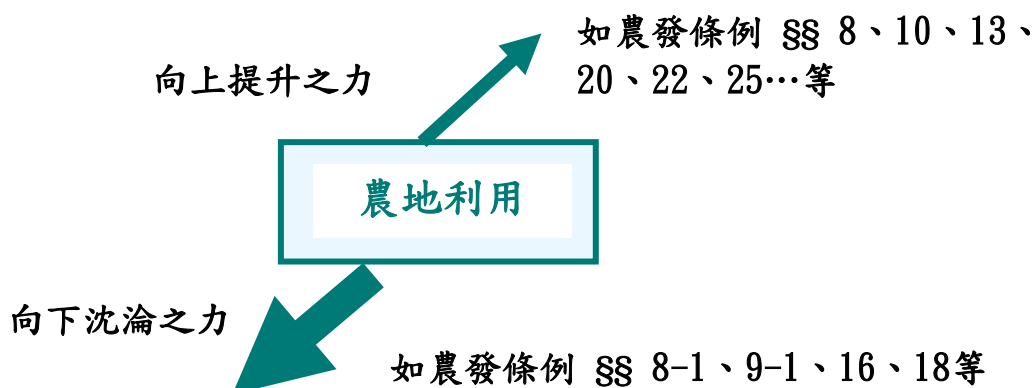 如農發條例 §§ 8、10、13、
20、22、25…等
向上提升之力
農地利用
向下沈淪之力
如農發條例 §§ 8-1、9-1、16、18等